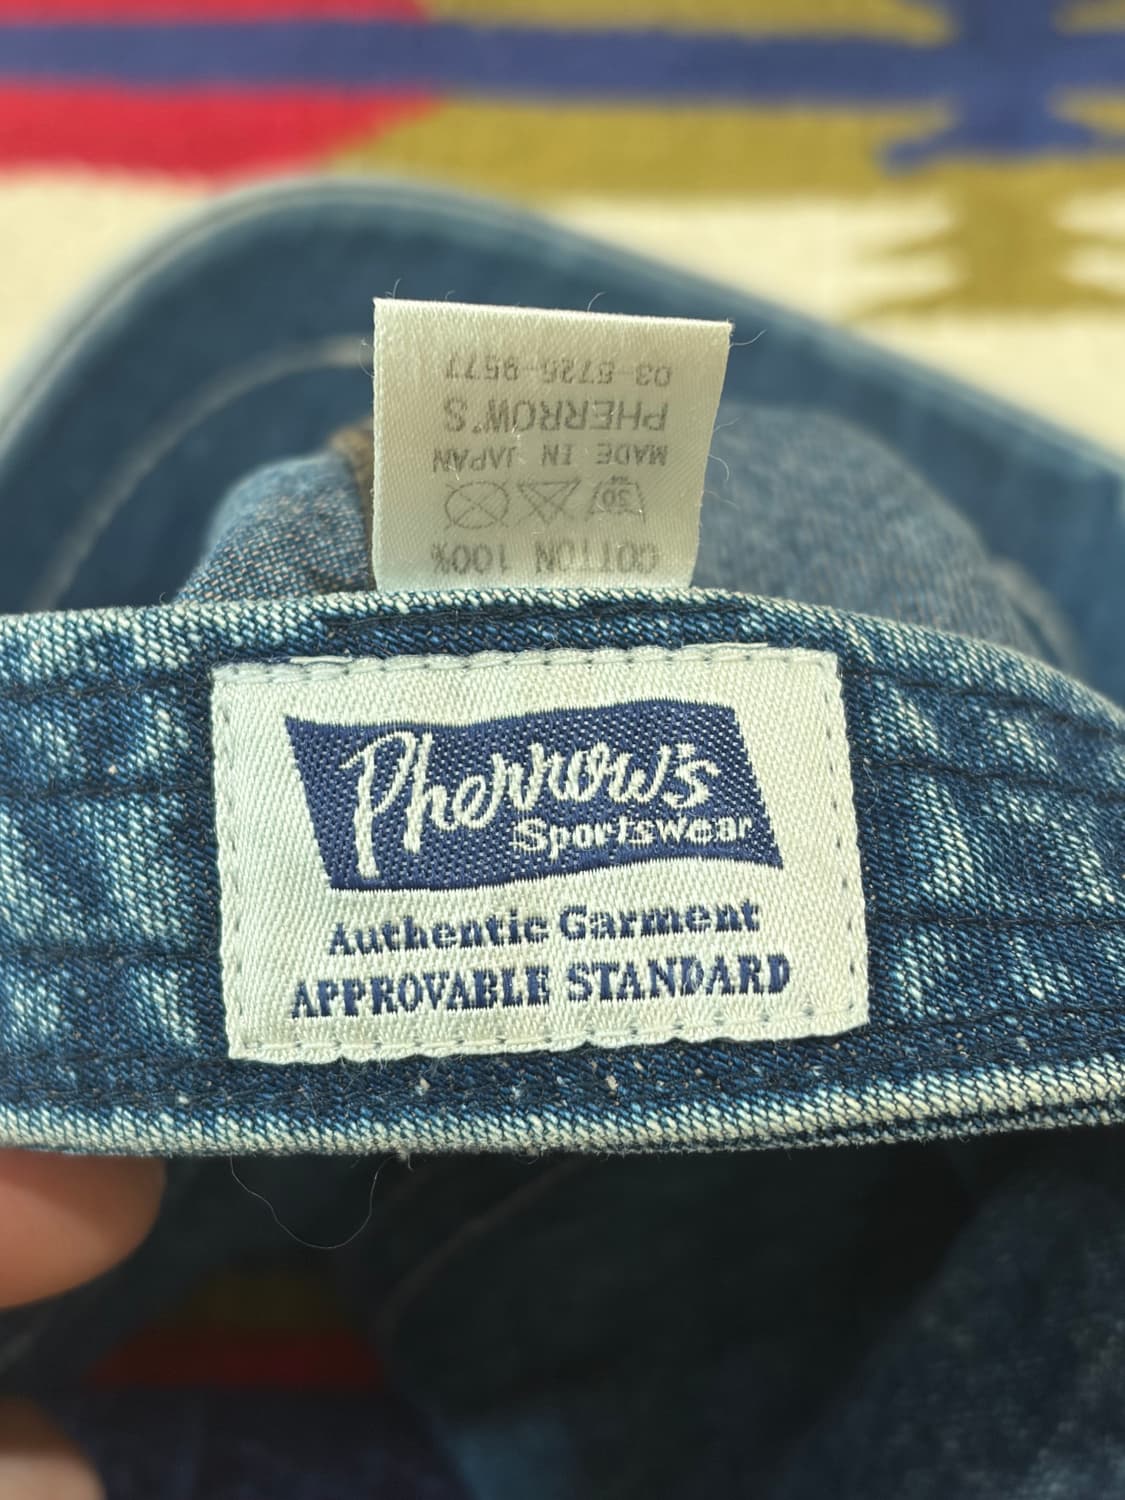 03-5725-9577
PHERROW'S
MADE IN JAPAN
30
COTTON 100%
Pherrow's
Sportswear
Authentic Garment
APPROVABLE STANDARD